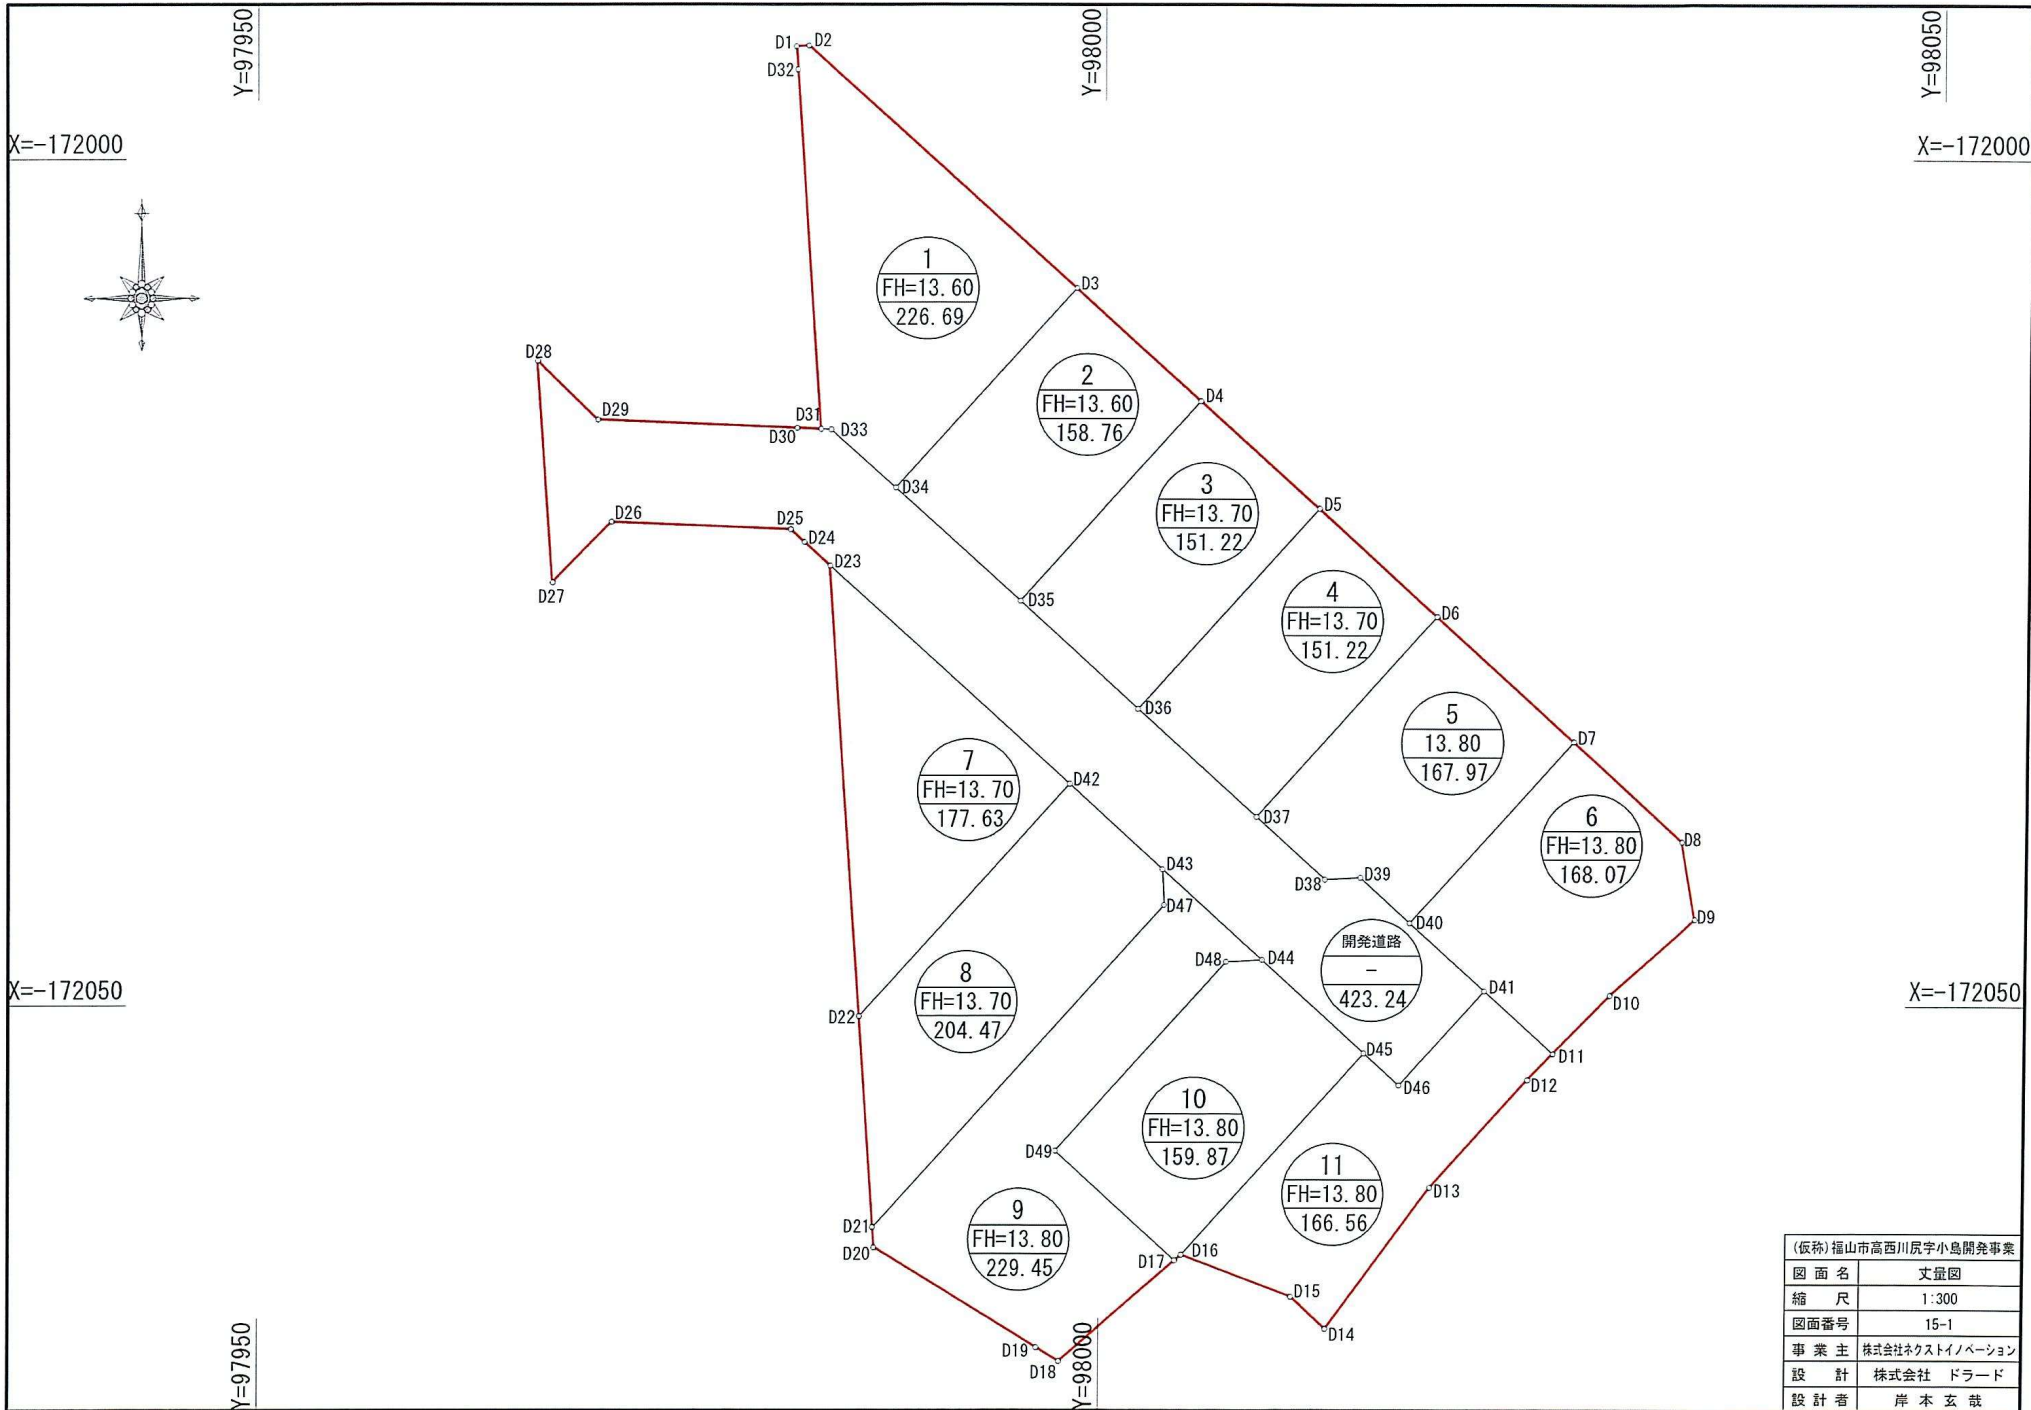 Y=97950
Y=98000
Y=98050
D1
D2
D32
X=-172000
X=-172000
1
FH=13.60
226.69
D3
D28
2
FH=13.60
158.76
D4
D29
D31
D30
D33
3
FH=13.70
151.22
D34
D5
D26
D25
D24
D23
D27
D35
4
FH=13.70
151.22
D6
D36
5
13.80
167.97
D7
7
FH=13.70
177.63
D42
D37
6
FH=13.80
168.07
D8
D43
D38
D39
D47
D40
D9
開発道路
-
423.24
D48
D44
8
FH=13.70
204.47
X=-172050
X=-172050
D41
D10
D22
D45
D11
D46
D12
10
FH=13.80
159.87
D49
11
FH=13.80
166.56
D13
9
FH=13.80
229.45
D21
D20
D17
D16
D15
D14
D19
D18
Y=97950
Y=98000
(仮称)福山市高西川尻字小島開発事業
図面名 丈量図
縮尺 1:300
図面番号 15-1
事業主 株式会社ネクストイノベーション
設計 株式会社 ドラード
設計者 岸本玄哉